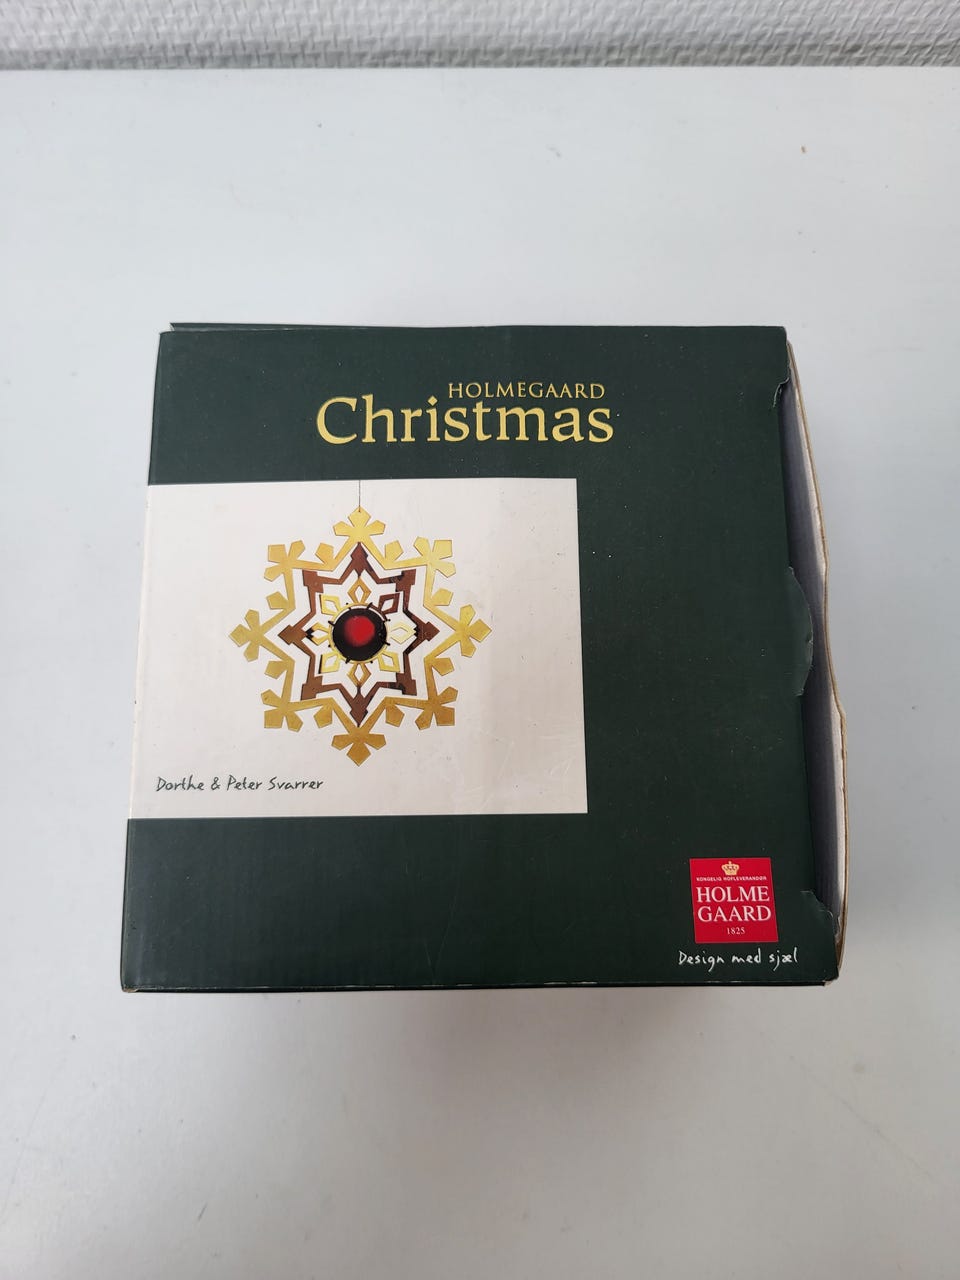 HOLMEGAARD
Christmas
Dorthe & Peter Svarrer
KONGELIG HOFLEVERANDØR
HOLME
GAARD
1825
Design med sjæl